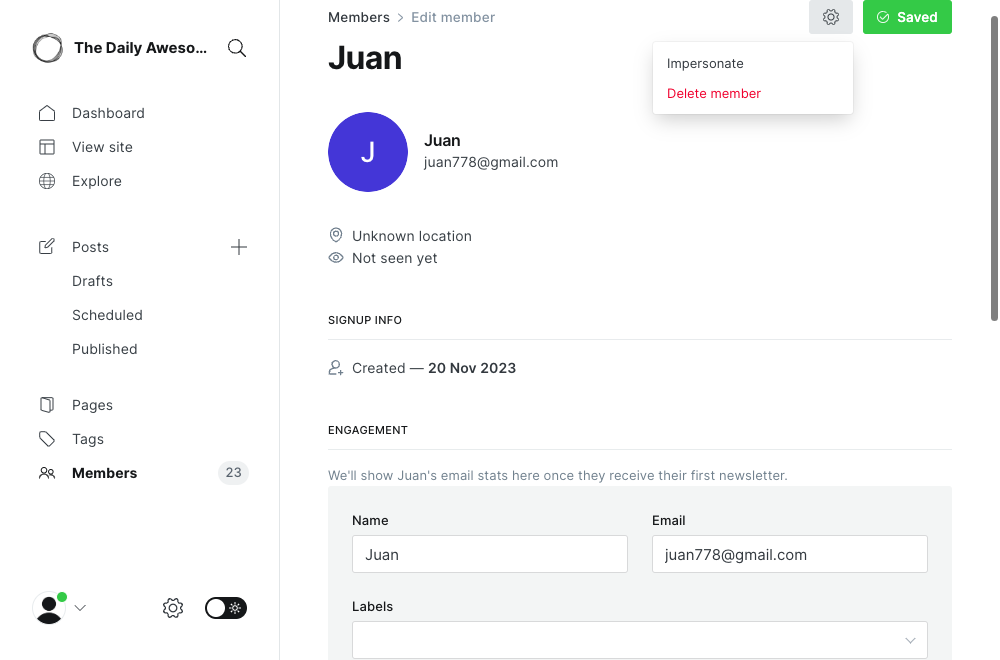 The Daily Aweso...
Dashboard
View site
Explore
Posts
Drafts
Scheduled
Published
Pages
Tags
Members 23
Members > Edit member
Saved
Juan
Impersonate
Delete member
J
Juan
juan778@gmail.com
Unknown location
Not seen yet
SIGNUP INFO
Created — 20 Nov 2023
ENGAGEMENT
We'll show Juan's email stats here once they receive their first newsletter.
Name
Juan
Email
juan778@gmail.com
Labels